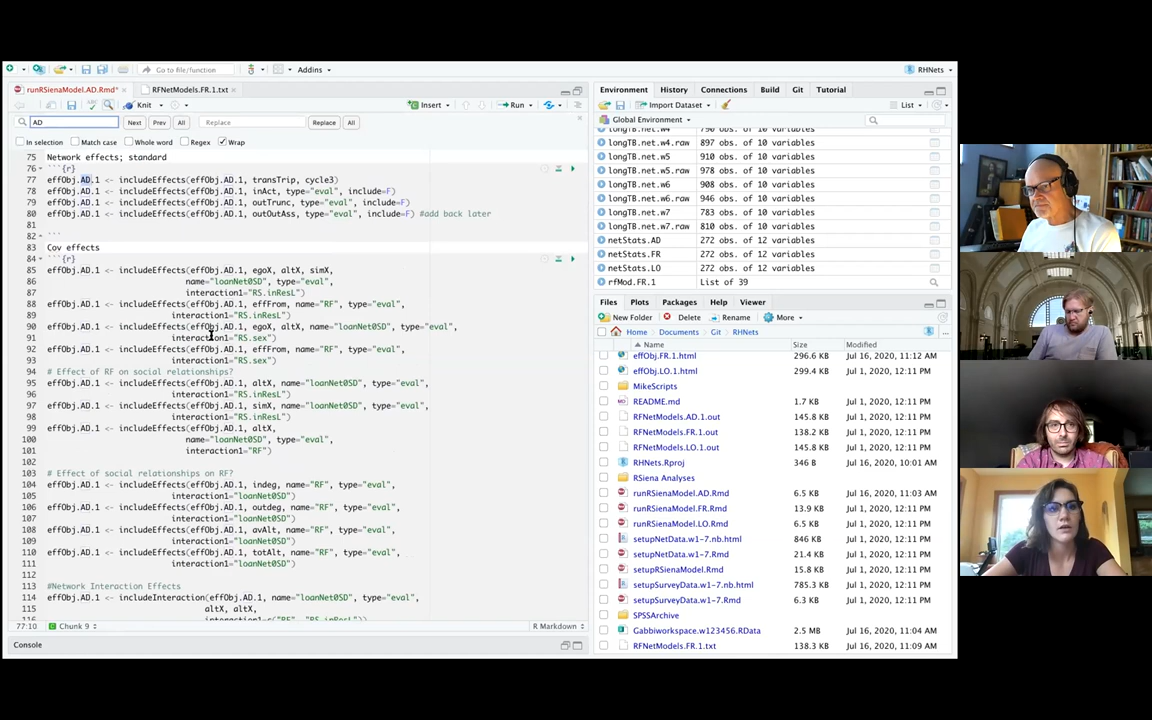 Go to file/function
Addins
RHNets
runRSienaModel.AD.Rmd*
RFNetModels.FR.1.txt
Knit
Insert
Run
AD
Next
Prev
All
Replace
Replace
All
In selection
Match case
Whole word
Regex
Wrap
75 Network effects; standard
76 ```{r}
77 effObj.AD.1 <- includeEffects(effObj.AD.1, transTrip, cycle3)
78 effObj.AD.1 <- includeEffects(effObj.AD.1, inAct, type="eval", include=F)
79 effObj.AD.1 <- includeEffects(effObj.AD.1, outTrunc, type="eval", include=F)
80 effObj.AD.1 <- includeEffects(effObj.AD.1, outOutAss, type="eval", include=F) #add back later
81
82 ```
83 Cov effects
84 ```{r}
85 effObj.AD.1 <- includeEffects(effObj.AD.1, egoX, altX, simX,
86 name="loanNet0SD", type="eval",
87 interaction1="RS.inResL")
88 effObj.AD.1 <- includeEffects(effObj.AD.1, effFrom, name="RF", type="eval",
89 interaction1="RS.inResL")
90 effObj.AD.1 <- includeEffects(effObj.AD.1, egoX, altX, name="loanNet0SD", type="eval",
91 interaction1="RS.sex")
92 effObj.AD.1 <- includeEffects(effObj.AD.1, effFrom, name="RF", type="eval",
93 interaction1="RS.sex")
94 # Effect of RF on social relationships?
95 effObj.AD.1 <- includeEffects(effObj.AD.1, altX, name="loanNet0SD", type="eval",
96 interaction1="RS.inResL")
97 effObj.AD.1 <- includeEffects(effObj.AD.1, simX, name="loanNet0SD", type="eval",
98 interaction1="RS.inResL")
99 effObj.AD.1 <- includeEffects(effObj.AD.1, altX,
100 name="loanNet0SD", type="eval",
101 interaction1="RF")
102
103 # Effect of social relationships on RF?
104 effObj.AD.1 <- includeEffects(effObj.AD.1, indeg, name="RF", type="eval",
105 interaction1="loanNet0SD")
106 effObj.AD.1 <- includeEffects(effObj.AD.1, outdeg, name="RF", type="eval",
107 interaction1="loanNet0SD")
108 effObj.AD.1 <- includeEffects(effObj.AD.1, avAlt, name="RF", type="eval",
109 interaction1="loanNet0SD")
110 effObj.AD.1 <- includeEffects(effObj.AD.1, totAlt, name="RF", type="eval",
111 interaction1="loanNet0SD")
112
113 #Network Interaction Effects
114 effObj.AD.1 <- includeInteraction(effObj.AD.1, name="loanNet0SD", type="eval",
115 altX, altX,
77:10
Chunk 9
R Markdown
Console
Environment
History
Connections
Build
Git
Tutorial
Import Dataset
List
Global Environment
longTB.net.w4 790 obs. of 10 variables
longTB.net.w4.raw 897 obs. of 10 variables
longTB.net.w5 910 obs. of 10 variables
longTB.net.w5.raw 978 obs. of 10 variables
longTB.net.w6 908 obs. of 10 variables
longTB.net.w6.raw 946 obs. of 10 variables
longTB.net.w7 783 obs. of 10 variables
longTB.net.w7.raw 810 obs. of 10 variables
netStats.AD 272 obs. of 12 variables
netStats.FR 272 obs. of 12 variables
netStats.LO 272 obs. of 12 variables
rfMod.FR.1 List of 39
Files
Plots
Packages
Help
Viewer
New Folder
Delete
Rename
More
Home
Documents
Git
RHNets
Name
Size
Modified
effObj.FR.1.html 296.6 KB Jul 16, 2020, 11:12 AM
effObj.LO.1.html 299.4 KB Jul 1, 2020, 12:11 PM
MikeScripts
README.md 1.7 KB Jul 1, 2020, 12:11 PM
RFNetModels.AD.1.out 145.8 KB Jul 1, 2020, 12:11 PM
RFNetModels.FR.1.out 138.2 KB Jul 1, 2020, 12:11 PM
RFNetModels.LO.1.out 145.8 KB Jul 1, 2020, 12:11 PM
RHNets.Rproj 346 B Jul 16, 2020, 10:01 AM
RSiena Analyses
runRSienaModel.AD.Rmd 6.5 KB Jul 16, 2020, 11:03 AM
runRSienaModel.FR.Rmd 13.9 KB Jul 1, 2020, 12:11 PM
runRSienaModel.LO.Rmd 6.5 KB Jul 1, 2020, 12:11 PM
setupNetData.w1-7.nb.html 846 KB Jul 1, 2020, 12:11 PM
setupNetData.w1-7.Rmd 21.4 KB Jul 1, 2020, 12:11 PM
setupRSienaModel.Rmd 15.8 KB Jul 1, 2020, 12:11 PM
setupSurveyData.w1-7.nb.html 785.3 KB Jul 1, 2020, 12:11 PM
setupSurveyData.w1-7.Rmd 6.3 KB Jul 1, 2020, 12:11 PM
SPSSArchive
Gabbiworkspace.w123456.RData 2.5 MB Jul 16, 2020, 11:04 AM
RFNetModels.FR.1.txt 138.3 KB Jul 16, 2020, 11:09 AM